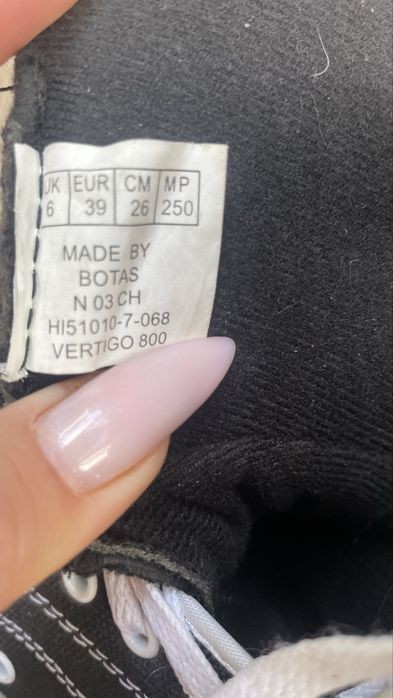 UK EUR CM MP
6 39 26 250
MADE BY
BOTAS
N 03 CH
HI51010-7-068
VERTIGO 800